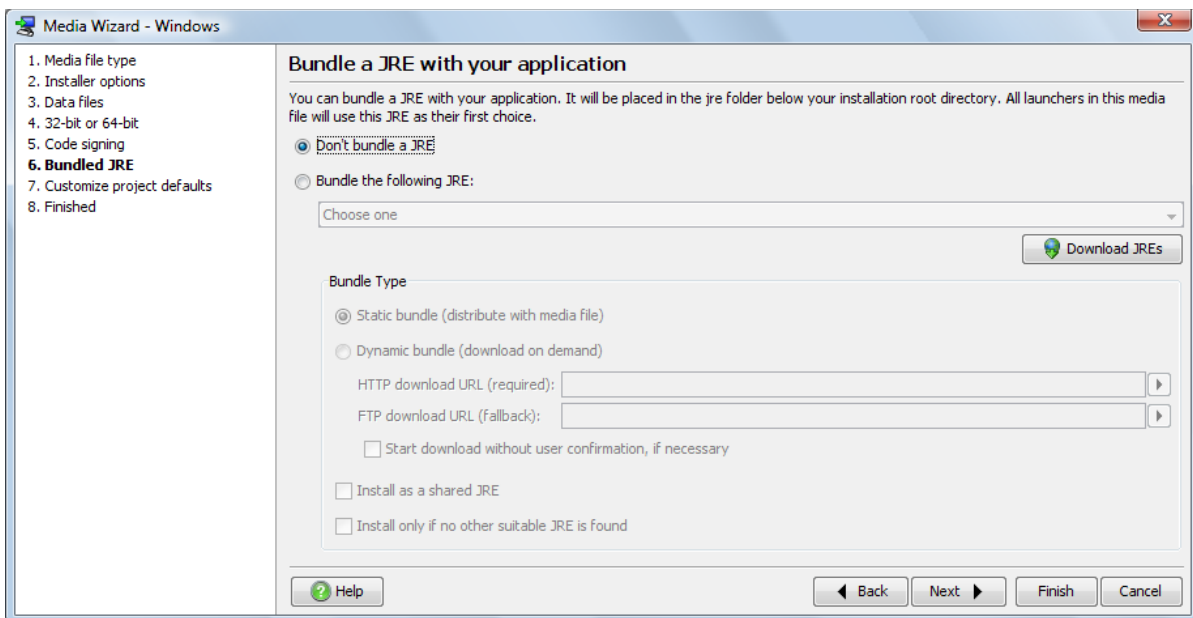 Media Wizard - Windows
1. Media file type
2. Installer options
3. Data files
4. 32-bit or 64-bit
5. Code signing
6. Bundled JRE
7. Customize project defaults
8. Finished
Bundle a JRE with your application
You can bundle a JRE with your application. It will be placed in the jre folder below your installation root directory. All launchers in this media
file will use this JRE as their first choice.
Don't bundle a JRE
Bundle the following JRE:
Choose one
Download JREs
Bundle Type
Static bundle (distribute with media file)
Dynamic bundle (download on demand)
HTTP download URL (required):
FTP download URL (fallback):
Start download without user confirmation, if necessary
Install as a shared JRE
Install only if no other suitable JRE is found
Help
Back
Next
Finish
Cancel